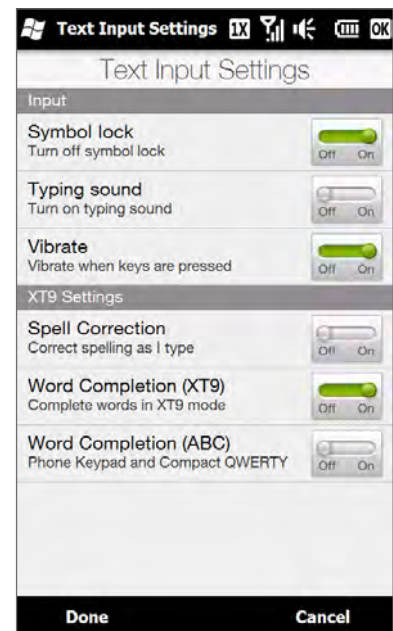 Text Input Settings 1X OK
Text Input Settings
Input
Symbol lock
Turn off symbol lock
Off On
Typing sound
Turn on typing sound
Off On
Vibrate
Vibrate when keys are pressed
Off On
XT9 Settings
Spell Correction
Correct spelling as I type
Off On
Word Completion (XT9)
Complete words in XT9 mode
Off On
Word Completion (ABC)
Phone Keypad and Compact QWERTY
Off On
Done Cancel